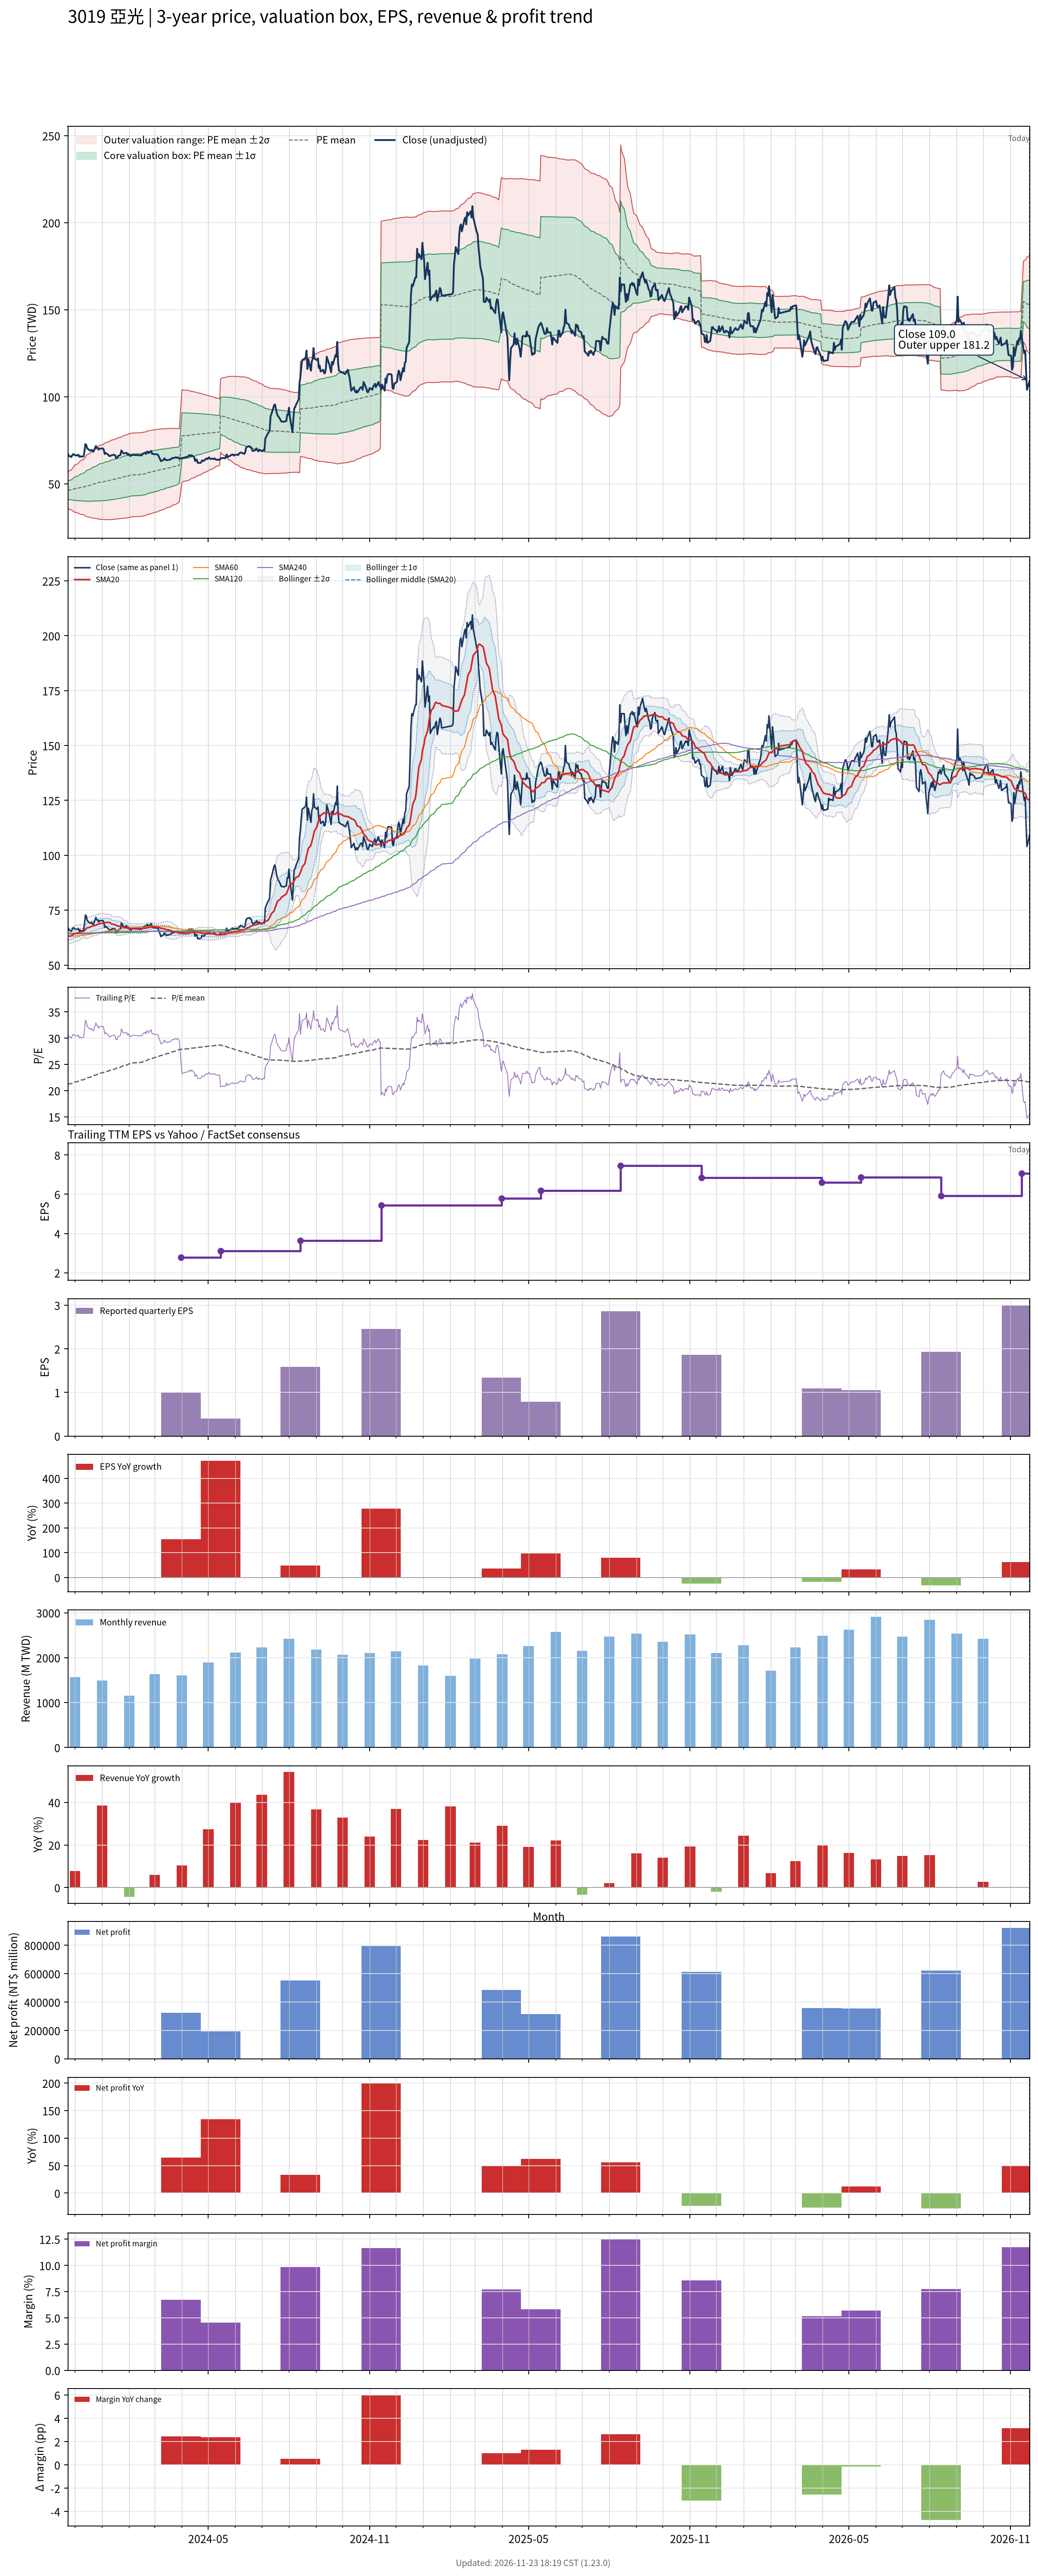 3019 亞光 | 3-year price, valuation box, EPS, revenue & profit trend
Outer valuation range: PE mean ±2σ
PE mean
Close (unadjusted)
Core valuation box: PE mean ±1σ
Today
Close 109.0
Outer upper 181.2
Price (TWD)
250
200
150
100
50
Close (same as panel 1)
SMA20
SMA60
SMA120
SMA240
Bollinger ±2σ
Bollinger ±1σ
Bollinger middle (SMA20)
Price
225
200
175
150
125
100
75
50
Trailing P/E
P/E mean
P/E
35
30
25
20
15
Trailing TTM EPS vs Yahoo / FactSet consensus
Today
EPS
8
6
4
2
Reported quarterly EPS
EPS
3
2
1
0
EPS YoY growth
YoY (%)
400
300
200
100
0
Monthly revenue
Revenue (M TWD)
3000
2000
1000
0
Revenue YoY growth
YoY (%)
40
20
0
Month
Net profit
Net profit (NT$ million)
800000
600000
400000
200000
0
Net profit YoY
YoY (%)
200
150
100
50
0
Net profit margin
Margin (%)
12.5
10.0
7.5
5.0
2.5
0.0
Margin YoY change
Δ margin (pp)
6
4
2
0
-2
-4
2024-05
2024-11
2025-05
2025-11
2026-05
2026-11
Updated: 2026-11-23 18:19 CST (1.23.0)